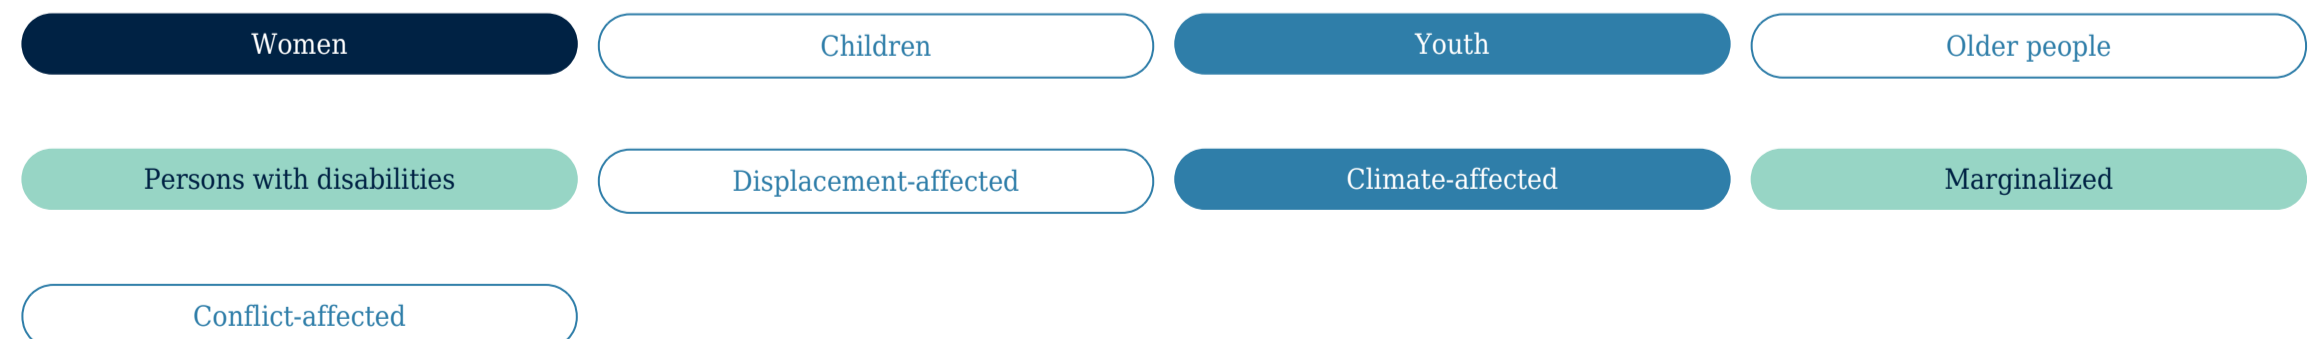 Women
Children
Youth
Older people
Persons with disabilities
Displacement-affected
Climate-affected
Marginalized
Conflict-affected